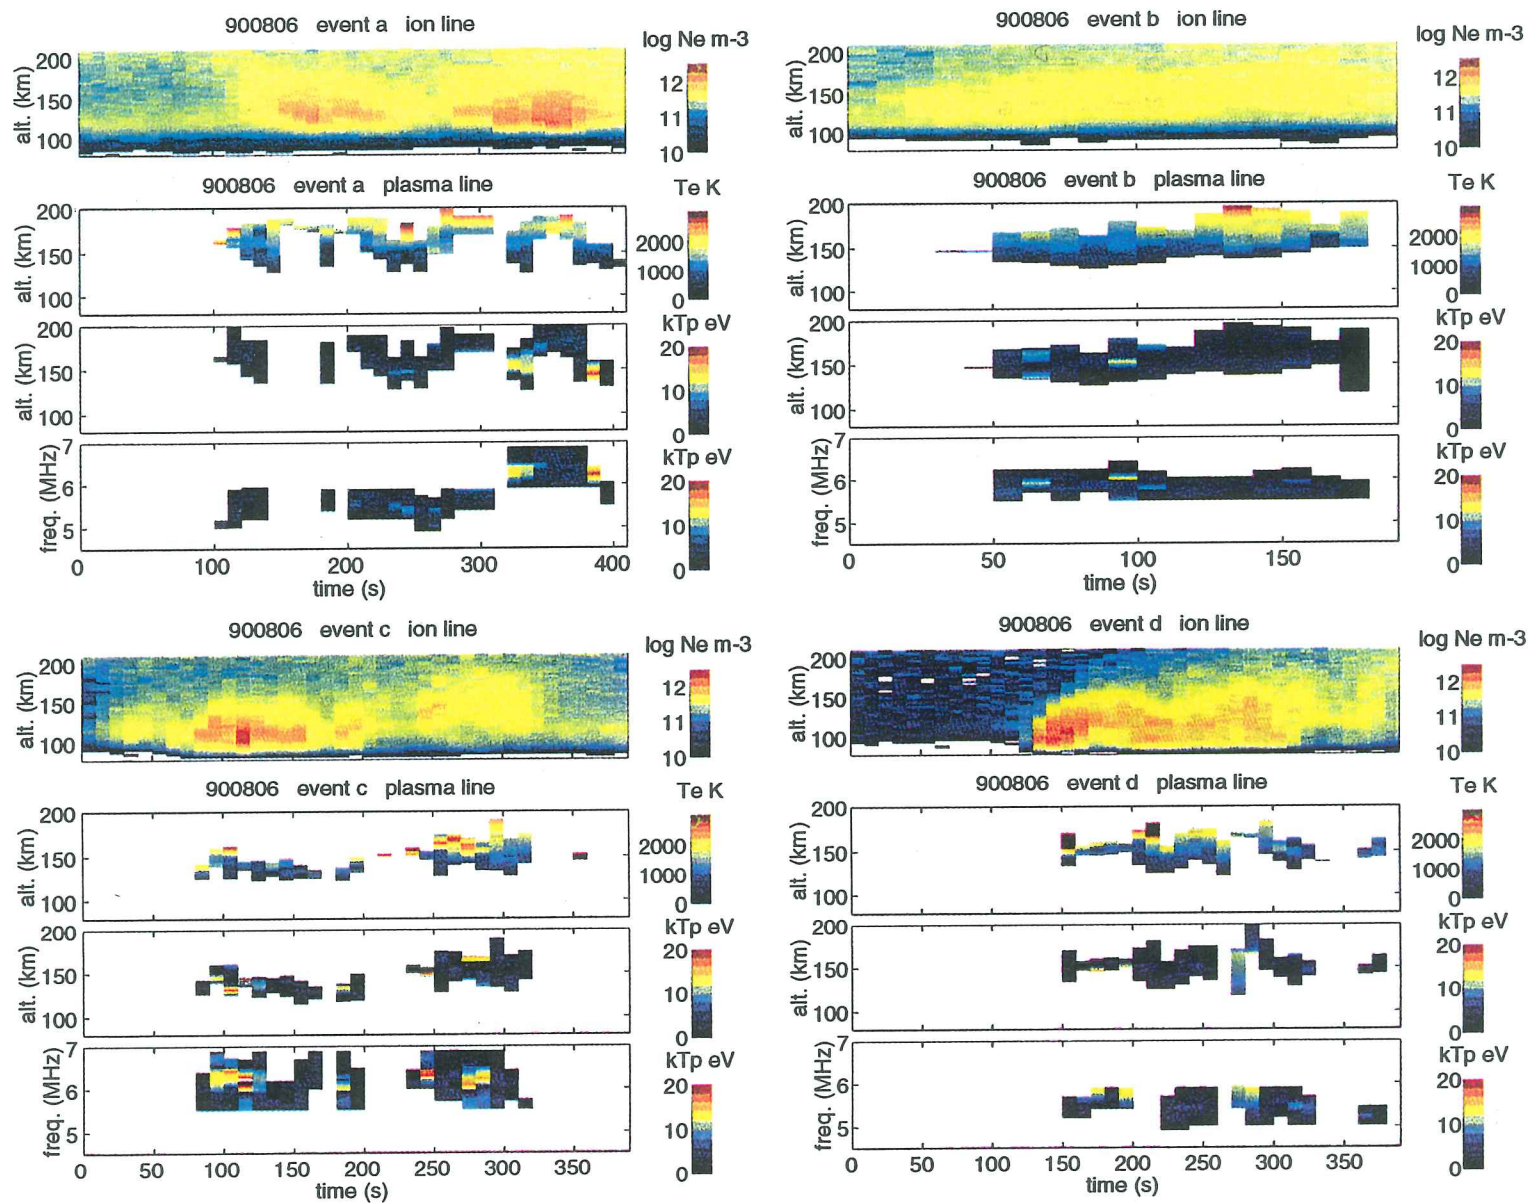 900806 event a ion line
log Ne m-3
200
150
100
alt. (km)
12
11
10
900806 event a plasma line
Te K
200
150
100
alt. (km)
2000
1000
0
kTp eV
200
150
100
alt. (km)
20
10
0
kTp eV
7
6
5
freq. (MHz)
20
10
0
0 100 200 300 400
time (s)
900806 event b ion line
log Ne m-3
200
150
100
alt. (km)
12
11
10
900806 event b plasma line
Te K
200
150
100
alt. (km)
2000
1000
0
kTp eV
200
150
100
alt. (km)
20
10
0
kTp eV
7
6
5
freq. (MHz)
20
10
0
0 50 100 150
time (s)
900806 event c ion line
log Ne m-3
200
150
100
alt. (km)
12
11
10
900806 event c plasma line
Te K
200
150
100
alt. (km)
2000
1000
0
kTp eV
200
150
100
alt. (km)
20
10
0
kTp eV
7
6
5
freq. (MHz)
20
10
0
0 50 100 150 200 250 300 350
time (s)
900806 event d ion line
log Ne m-3
200
150
100
alt. (km)
12
11
10
900806 event d plasma line
Te K
200
150
100
alt. (km)
2000
1000
0
kTp eV
200
150
100
alt. (km)
20
10
0
kTp eV
7
6
5
freq. (MHz)
20
10
0
0 50 100 150 200 250 300 350
time (s)